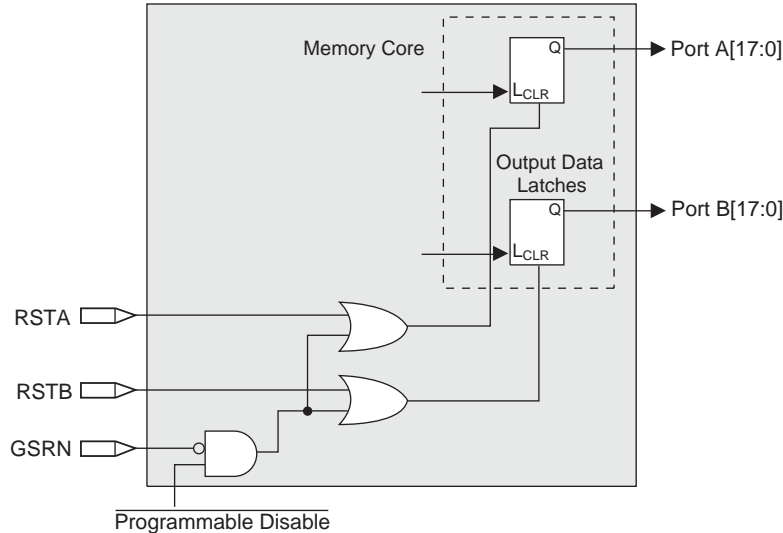 Memory Core
Q
Port A[17:0]
LCLR
Output Data
Latches
Q
Port B[17:0]
LCLR
RSTA
RSTB
GSRN
Programmable Disable